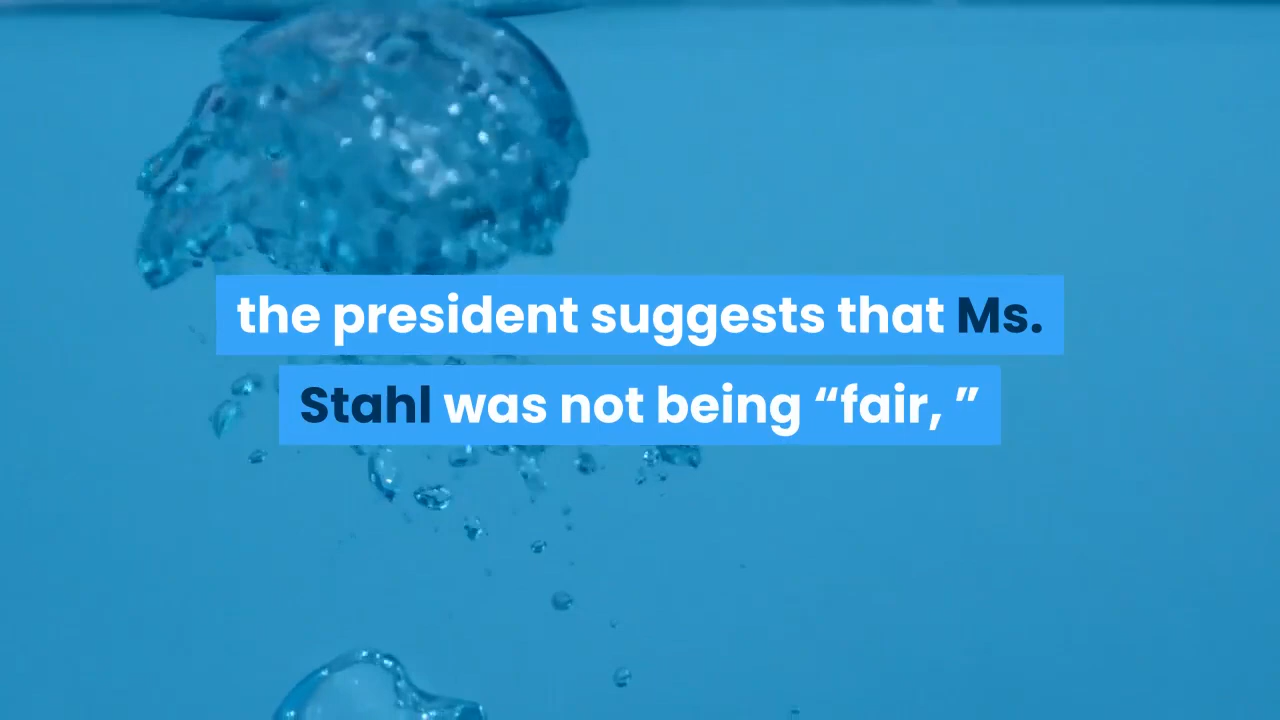 the president suggests that Ms.
Stahl was not being “fair, ”